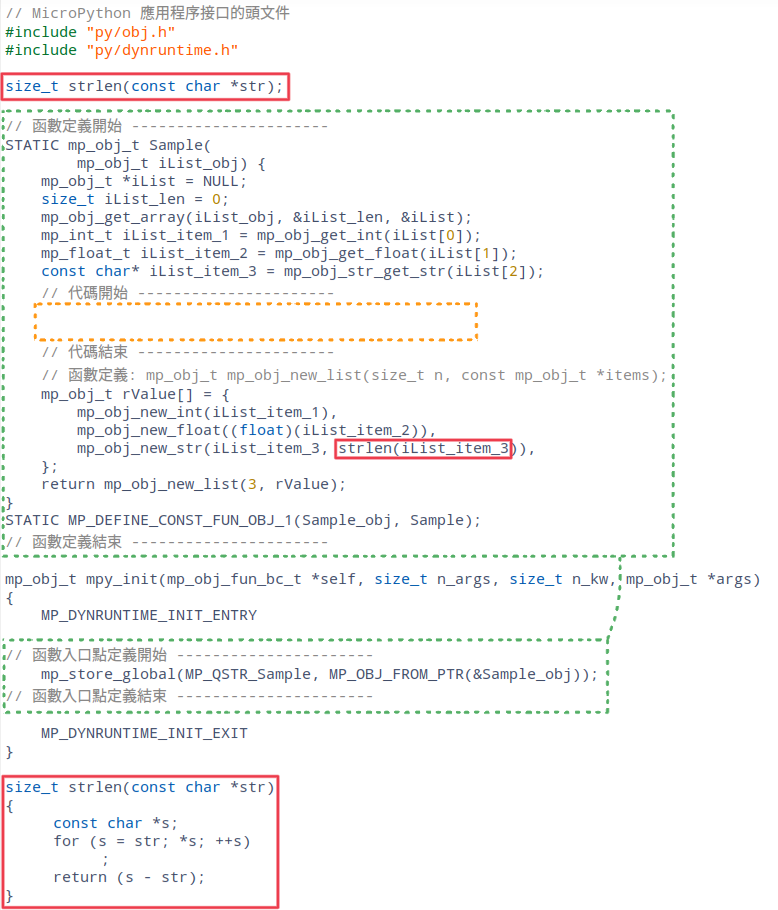 // MicroPython 應用程序接口的頭文件
#include "py/obj.h"
#include "py/dynruntime.h"
size_t strlen(const char *str);
// 函數定義開始 ----------------------
STATIC mp_obj_t Sample(
        mp_obj_t iList_obj) {
    mp_obj_t *iList = NULL;
    size_t iList_len = 0;
    mp_obj_get_array(iList_obj, &iList_len, &iList);
    mp_int_t iList_item_1 = mp_obj_get_int(iList[0]);
    mp_float_t iList_item_2 = mp_obj_get_float(iList[1]);
    const char* iList_item_3 = mp_obj_str_get_str(iList[2]);
    // 代碼開始 ----------------------
    // 代碼結束 ----------------------
    // 函數定義: mp_obj_t mp_obj_new_list(size_t n, const mp_obj_t *items);
    mp_obj_t rValue[] = {
        mp_obj_new_int(iList_item_1),
        mp_obj_new_float((float)(iList_item_2)),
        mp_obj_new_str(iList_item_3, strlen(iList_item_3)),
    };
    return mp_obj_new_list(3, rValue);
}
STATIC MP_DEFINE_CONST_FUN_OBJ_1(Sample_obj, Sample);
// 函數定義結束 ----------------------
mp_obj_t mpy_init(mp_obj_fun_bc_t *self, size_t n_args, size_t n_kw, mp_obj_t *args)
{
    MP_DYNRUNTIME_INIT_ENTRY
// 函數入口點定義開始 ----------------------
    mp_store_global(MP_QSTR_Sample, MP_OBJ_FROM_PTR(&Sample_obj));
// 函數入口點定義結束 ----------------------
    MP_DYNRUNTIME_INIT_EXIT
}
size_t strlen(const char *str)
{
     const char *s;
     for (s = str; *s; ++s)
          ;
     return (s - str);
}